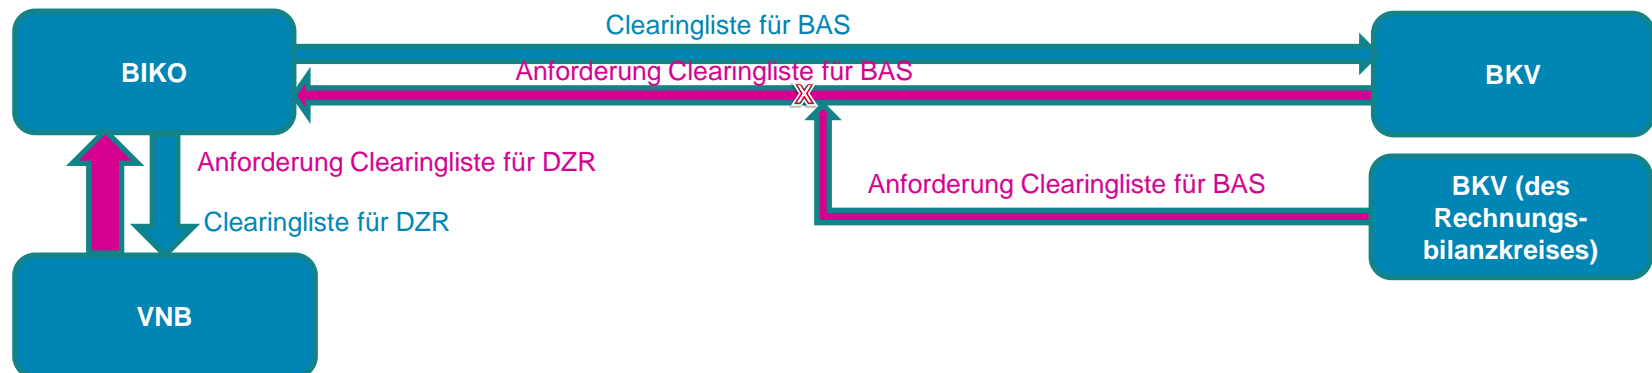 Clearingliste für BAS
BIKO
BKV
Anforderung Clearingliste für BAS
X
Anforderung Clearingliste für DZR
Anforderung Clearingliste für BAS
BKV (des
Rechnungs-
bilanzkreises)
Clearingliste für DZR
VNB